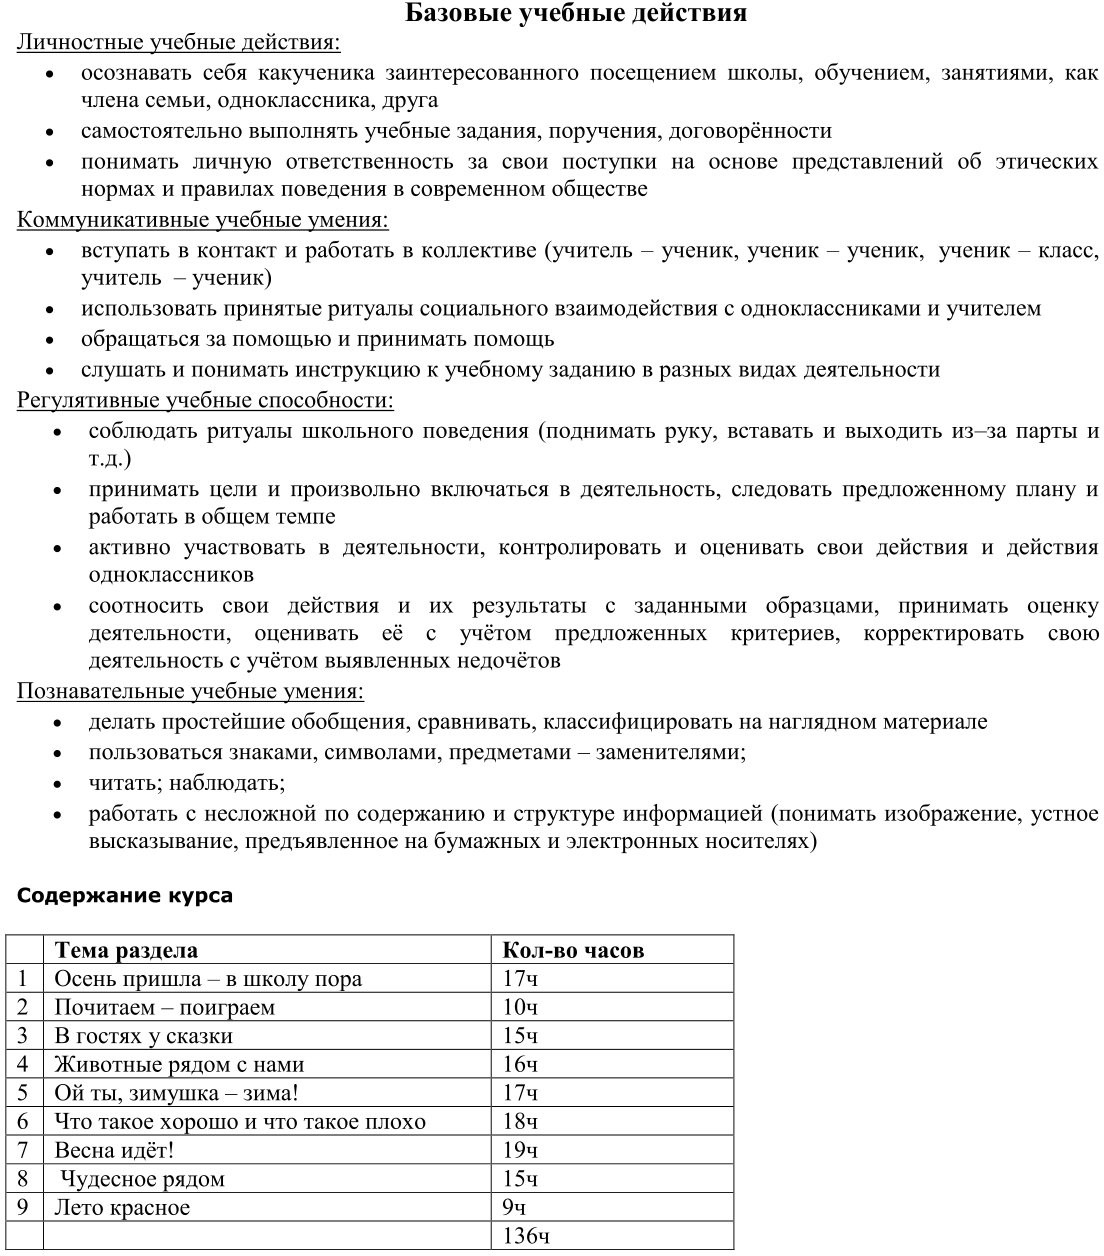 Базовые учебные действия
Личностные учебные действия:
• осознавать себя какученика заинтересованного посещением школы, обучением, занятиями, как
члена семьи, одноклассника, друга
• самостоятельно выполнять учебные задания, поручения, договорённости
• понимать личную ответственность за свои поступки на основе представлений об этических
нормах и правилах поведения в современном обществе
Коммуникативные учебные умения:
• вступать в контакт и работать в коллективе (учитель – ученик, ученик – ученик, ученик – класс,
учитель – ученик)
• использовать принятые ритуалы социального взаимодействия с одноклассниками и учителем
• обращаться за помощью и принимать помощь
• слушать и понимать инструкцию к учебному заданию в разных видах деятельности
Регулятивные учебные способности:
• соблюдать ритуалы школьного поведения (поднимать руку, вставать и выходить из–за парты и
т.д.)
• принимать цели и произвольно включаться в деятельность, следовать предложенному плану и
работать в общем темпе
• активно участвовать в деятельности, контролировать и оценивать свои действия и действия
одноклассников
• соотносить свои действия и их результаты с заданными образцами, принимать оценку
деятельности, оценивать её с учётом предложенных критериев, корректировать свою
деятельность с учётом выявленных недочётов
Познавательные учебные умения:
• делать простейшие обобщения, сравнивать, классифицировать на наглядном материале
• пользоваться знаками, символами, предметами – заменителями;
• читать; наблюдать;
• работать с несложной по содержанию и структуре информацией (понимать изображение, устное
высказывание, предъявленное на бумажных и электронных носителях)
Содержание курса
Тема раздела Кол-во часов
1 Осень пришла – в школу пора 17ч
2 Почитаем – поиграем 10ч
3 В гостях у сказки 15ч
4 Животные рядом с нами 16ч
5 Ой ты, зимушка – зима! 17ч
6 Что такое хорошо и что такое плохо 18ч
7 Весна идёт! 19ч
8 Чудесное рядом 15ч
9 Лето красное 9ч
136ч